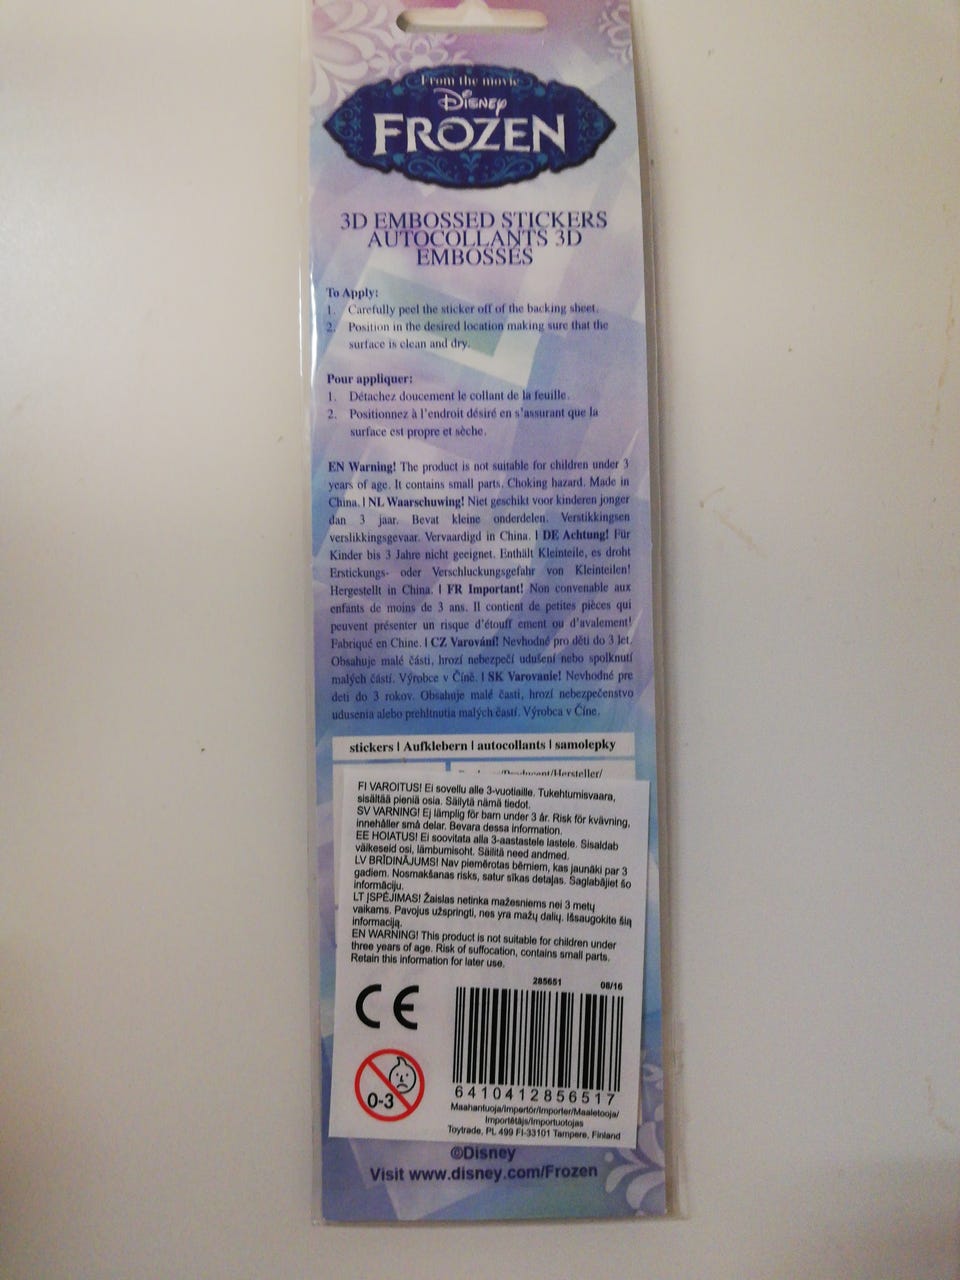 From the movie
Disney
FROZEN
3D EMBOSSED STICKERS
AUTOCOLLANTS 3D
EMBOSSES
To Apply:
1. Carefully peel the sticker off of the backing sheet.
2. Position in the desired location making sure that the
surface is clean and dry.
Pour appliquer:
1. Détachez doucement le collant de la feuille.
2. Positionnez à l'endroit désiré en s'assurant que la
surface est propre et sèche.
EN Warning! The product is not suitable for children under 3
years of age. It contains small parts. Choking hazard. Made in
China. | NL Waarschuwing! Niet geschikt voor kinderen jonger
dan 3 jaar. Bevat kleine onderdelen. Verstikkingsen
verslikkingsgevaar. Vervaardigd in China. | DE Achtung! Für
Kinder bis 3 Jahre nicht geeignet. Enthält Kleinteile, es droht
Erstickungs- oder Verschluckungsgefahr von Kleinteilen!
Hergestellt in China. | FR Important! Non convenable aux
enfants de moins de 3 ans. Il contient de petites pièces qui
peuvent présenter un risque d'étouff ement ou d'avalement!
Fabriqué en Chine. | CZ Varování! Nevhodné pro děti do 3 let.
Obsahuje malé části, hrozí nebezpečí udušení nebo spolknutí
malých částí. Výrobce v Číně. | SK Varovanie! Nevhodné pre
deti do 3 rokov. Obsahuje malé časti, hrozí nebezpečenstvo
udusenia alebo prehltnutia malých častí. Výrobca v Číne.
stickers | Aufklebern | autocollants | samolepky
/Producent/Hersteller/
FI VAROITUS! Ei sovellu alle 3-vuotiaille. Tukehtumisvaara,
sisältää pieniä osia. Säilytä nämä tiedot.
SV VARNING! Ej lämplig för barn under 3 år. Risk för kvävning,
innehåller små delar. Bevara dessa information.
EE HOIATUS! Ei soovitata alla 3-aastastele lastele. Sisaldab
väikeseid osi, lämbumisoht. Säilitä need andmed.
LV BRĪDINĀJUMS! Nav piemērotas bērniem, kas jaunāki par 3
gadiem. Nosmakšanas risks, satur sīkas detaļas. Saglabājiet šo
informāciju.
LT ĮSPĖJIMAS! Žaislas netinka mažesniems nei 3 metų
vaikams. Pavojus užspringti, nes yra mažų dalių. Išsaugokite šią
informaciją.
EN WARNING! This product is not suitable for children under
three years of age. Risk of suffocation, contains small parts.
Retain this information for later use.
285651 08/16
CE
0-3
6410412856517
Maahantuoja/Importör/Importer/Maaletooja/
Importētājs/Importuotojas
Toytrade, PL 499 FI-33101 Tampere, Finland
©Disney
Visit www.disney.com/Frozen